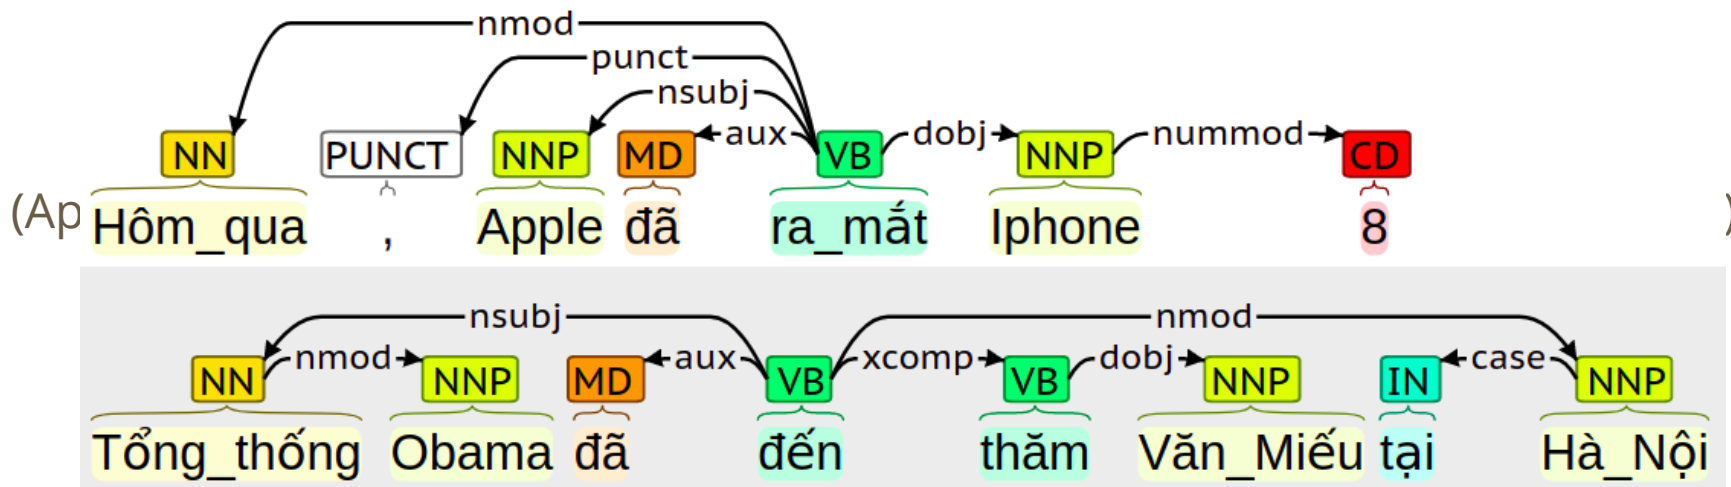 nmod
punct
nsubj
aux dobj nummod
NN PUNCT NNP MD VB NNP CD
(Ap Hôm_qua , Apple đã ra_mắt Iphone 8 )
nsubj nmod
nmod aux xcomp dobj case
NN NNP MD VB VB NNP IN NNP
Tổng_thống Obama đã đến thăm Văn_Miếu tại Hà_Nội